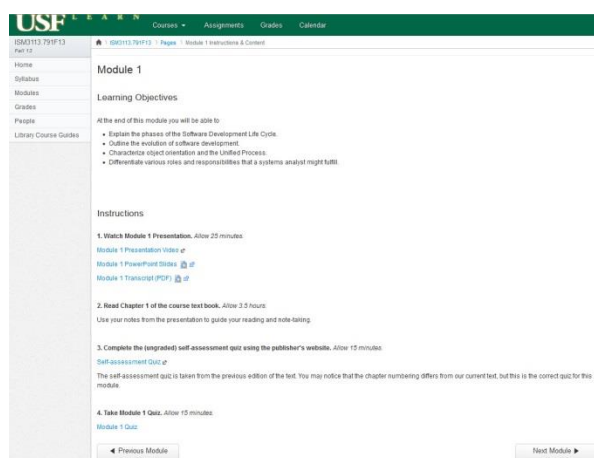 USF LEARN
Courses Assignments Grades Calendar
ISM3113.791F13
Home
Syllabus
Modules
Grades
People
Library Course Guides
ISM3113.791F13 Pages Module 1 Instructions & Content
Module 1
Learning Objectives
At the end of this module you will be able to
Explain the phases of the Software Development Life Cycle.
Outline the evolution of software development.
Characterize object orientation and the Unified Process.
Differentiate various roles and responsibilities that a systems analyst might fulfill.
Instructions
1. Watch Module 1 Presentation. Allow 25 minutes.
Module 1 Presentation Video
Module 1 PowerPoint Slides
Module 1 Transcript (PDF)
2. Read Chapter 1 of the course text book. Allow 3.5 hours.
Use your notes from the presentation to guide your reading and note-taking.
3. Complete the (ungraded) self-assessment quiz using the publisher's website. Allow 15 minutes.
Self-assessment Quiz
The self-assessment quiz is taken from the previous edition of the text. You may notice that the chapter numbering differs from our current text, but this is the correct quiz for this
module.
4. Take Module 1 Quiz. Allow 15 minutes.
Module 1 Quiz
Previous Module
Next Module